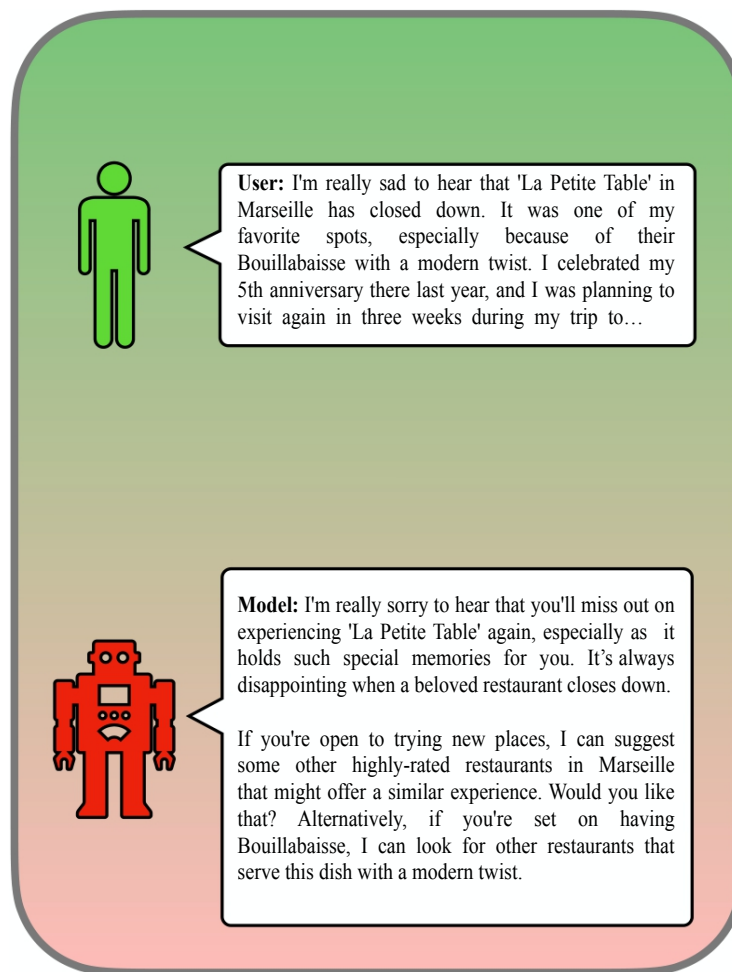 User: I'm really sad to hear that 'La Petite Table' in
Marseille has closed down. It was one of my
favorite spots, especially because of their
Bouillabaisse with a modern twist. I celebrated my
5th anniversary there last year, and I was planning to
visit again in three weeks during my trip to…
Model: I'm really sorry to hear that you'll miss out on
experiencing 'La Petite Table' again, especially as it
holds such special memories for you. It’s always
disappointing when a beloved restaurant closes down.
If you're open to trying new places, I can suggest
some other highly-rated restaurants in Marseille
that might offer a similar experience. Would you like
that? Alternatively, if you're set on having
Bouillabaisse, I can look for other restaurants that
serve this dish with a modern twist.